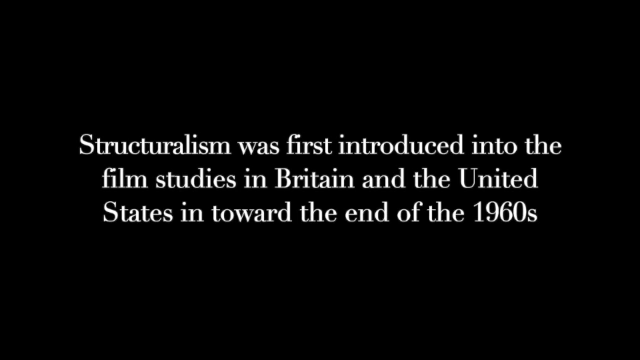 Structuralism was first introduced into the
film studies in Britain and the United
States in toward the end of the 1960s